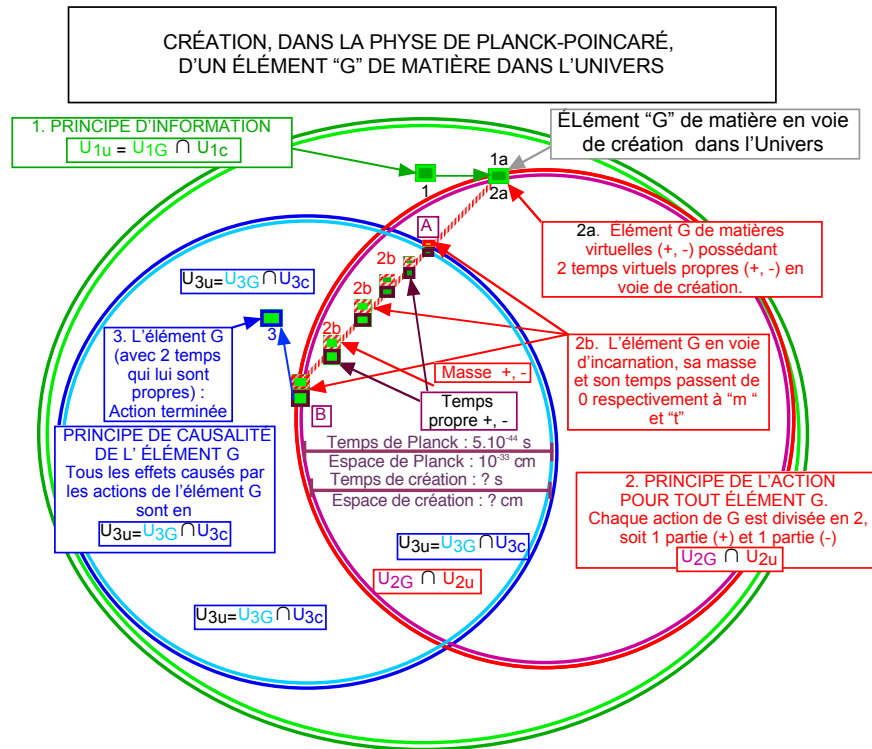 CRÉATION, DANS LA PHYSE DE PLANCK-POINCARÉ,
D'UN ÉLÉMENT “G” DE MATIÈRE DANS L'UNIVERS
1. PRINCIPE D'INFORMATION
U1u = U1G ∩ U1c
ÉLément “G” de matière en voie
de création dans l'Univers
1
1a
2a
A
2a. Élément G de matières
virtuelles (+, -) possédant
2 temps virtuels propres (+, -) en
voie de création.
U3u=U3G∩U3c
2b
2b
2b
3
3. L'élément G
(avec 2 temps
qui lui sont
propres) :
Action terminée
2b. L'élément G en voie
d'incarnation, sa masse
et son temps passent de
0 respectivement à “m “
et “t”
Masse +, -
Temps
propre +, -
B
PRINCIPE DE CAUSALITÉ
DE L' ÉLÉMENT G
Tous les effets causés par
les actions de l'élément G
sont en
U3u=U3G∩U3c
Temps de Planck : 5.10-44 s
Espace de Planck : 10-33 cm
Temps de création : ? s
Espace de création : ? cm
2. PRINCIPE DE L'ACTION
POUR TOUT ÉLÉMENT G.
Chaque action de G est divisée en 2,
soit 1 partie (+) et 1 partie (-)
U2G ∩ U2u
U3u=U3G∩U3c
U2G ∩ U2u
U3u=U3G∩U3c